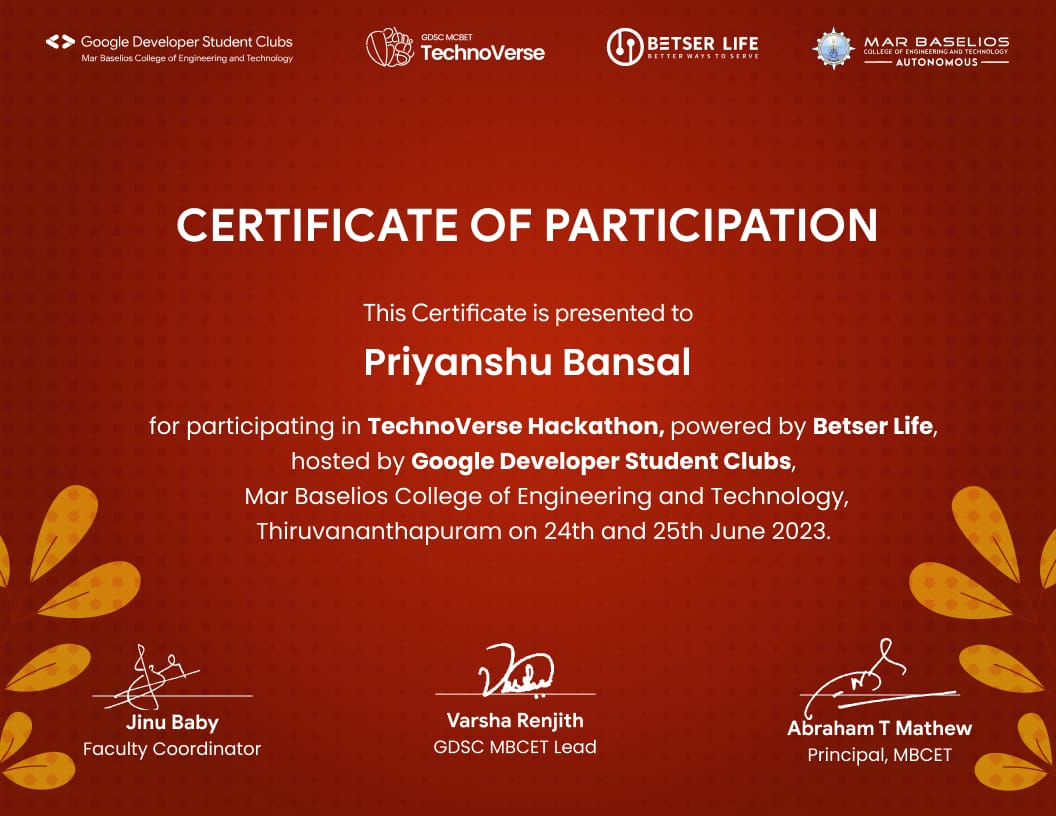 Google Developer Student Clubs
Mar Baselios College of Engineering and Technology
GDSC MCBET
TechnoVerse
BETSER LIFE
BETTER WAYS TO SERVE
MAR BASELIOS
COLLEGE OF ENGINEERING AND TECHNOLOGY
AUTONOMOUS
CERTIFICATE OF PARTICIPATION
This Certificate is presented to
Priyanshu Bansal
for participating in TechnoVerse Hackathon, powered by Betser Life,
hosted by Google Developer Student Clubs,
Mar Baselios College of Engineering and Technology,
Thiruvananthapuram on 24th and 25th June 2023.
Jinu Baby
Faculty Coordinator
Varsha
Varsha Renjith
GDSC MBCET Lead
Abraham T Mathew
Principal, MBCET